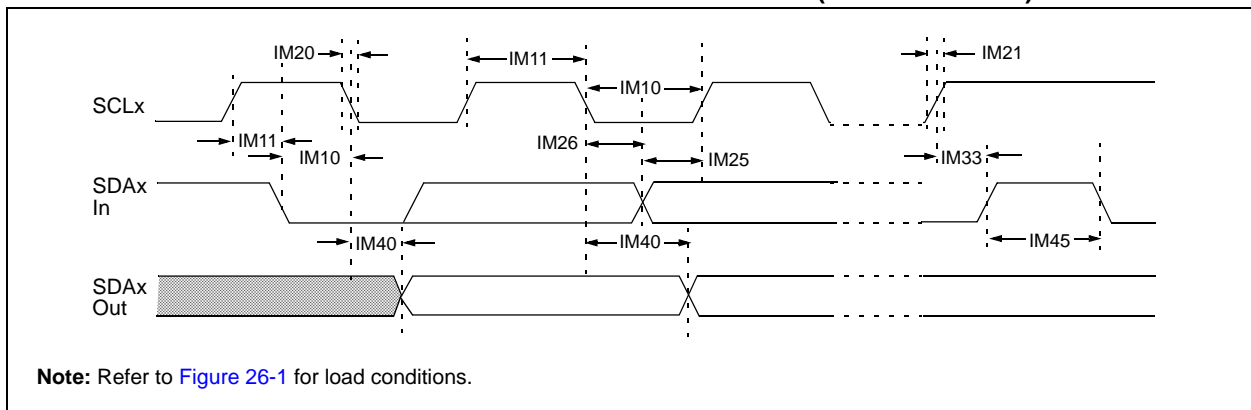 IM20
IM11
IM21
IM10
SCLx
IM11
IM26
IM10
IM25
IM33
SDAx
In
IM40
IM40
IM45
SDAx
Out
Note: Refer to Figure 26-1 for load conditions.